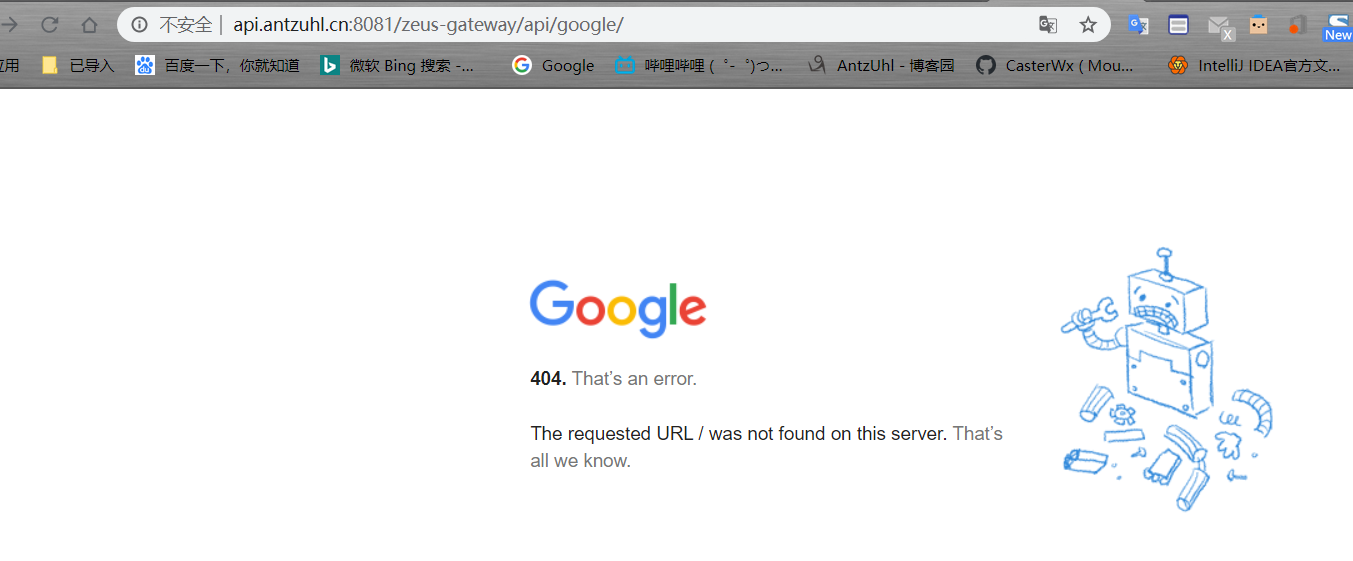 不安全 | api.antzuhl.cn:8081/zeus-gateway/api/google/
X New
应用 已导入 百度一下，你就知道 微软 Bing 搜索 -... Google 哔哩哔哩 ( ゜- ゜)つ... AntzUhl - 博客园 CasterWx ( Mou... IntelliJ IDEA官方文...
Google
404. That’s an error.
The requested URL / was not found on this server. That’s
all we know.